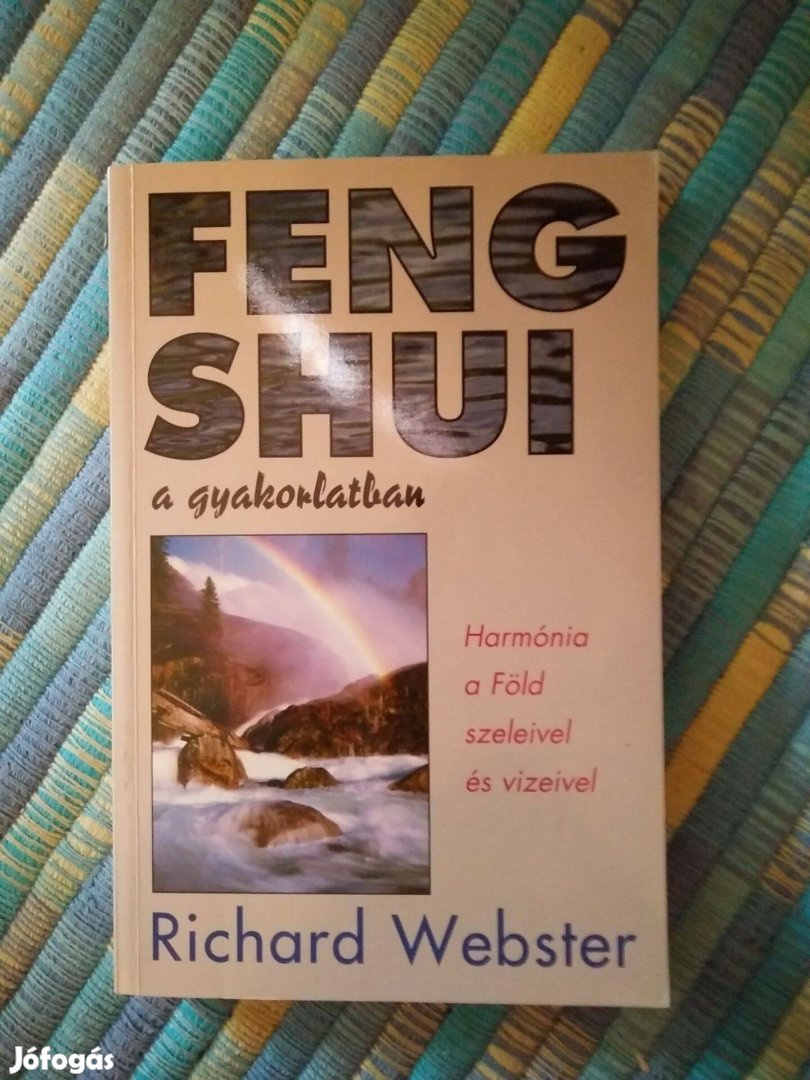 FENG
SHUI
a gyakorlatban
Harmónia
a Föld
szeleivel
és vizeivel
Richard Webster
Jófogás